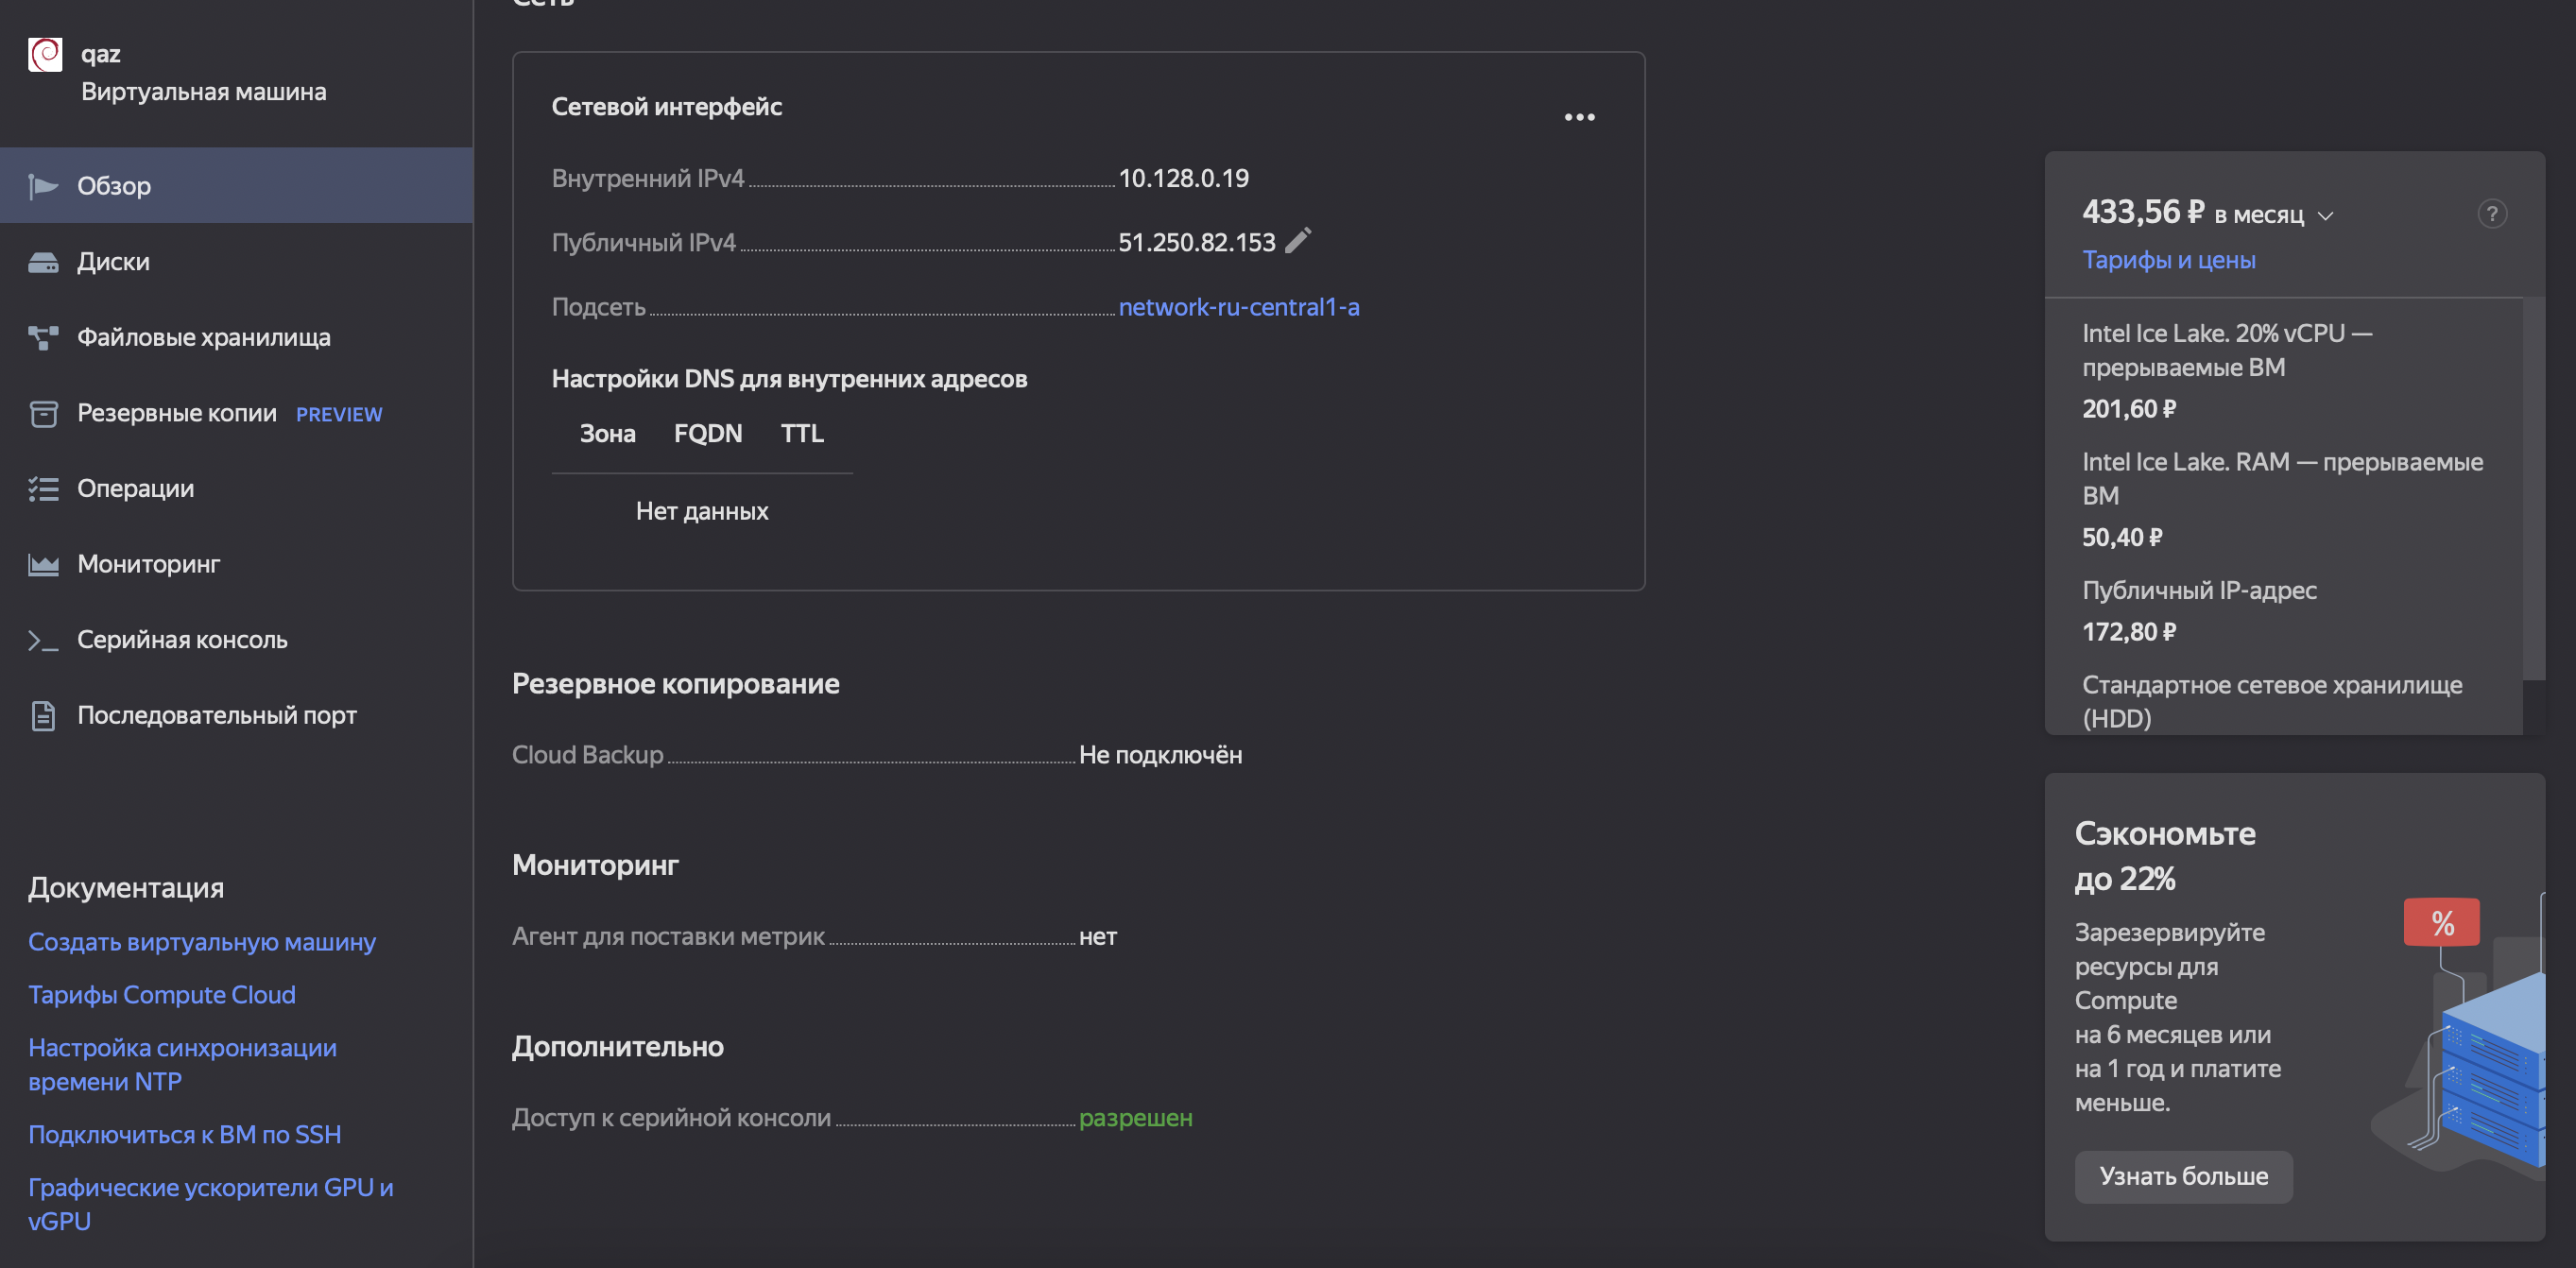 Сеть
qaz
Виртуальная машина
Обзор
Диски
Файловые хранилища
Резервные копии PREVIEW
Операции
Мониторинг
Серийная консоль
Последовательный порт
Документация
Создать виртуальную машину
Тарифы Compute Cloud
Настройка синхронизации
времени NTP
Подключиться к ВМ по SSH
Графические ускорители GPU и
vGPU
Сетевой интерфейс
Внутренний IPv4 10.128.0.19
Публичный IPv4 51.250.82.153
Подсеть network-ru-central1-a
Настройки DNS для внутренних адресов
Зона FQDN TTL
Нет данных
Резервное копирование
Cloud Backup Не подключён
Мониторинг
Агент для поставки метрик нет
Дополнительно
Доступ к серийной консоли разрешен
433,56 ₽ в месяц
?
Тарифы и цены
Intel Ice Lake. 20% vCPU —
прерываемые ВМ
201,60 ₽
Intel Ice Lake. RAM — прерываемые
ВМ
50,40 ₽
Публичный IP-адрес
172,80 ₽
Стандартное сетевое хранилище
(HDD)
Сэкономьте
до 22%
%
Зарезервируйте
ресурсы для
Compute
на 6 месяцев или
на 1 год и платите
меньше.
Узнать больше